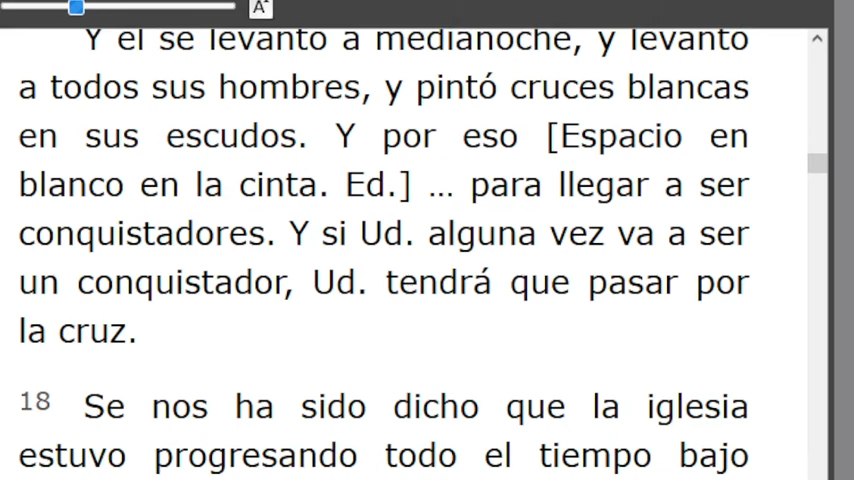 A
Y él se levantó a medianoche, y levantó
a todos sus hombres, y pintó cruces blancas
en sus escudos. Y por eso [Espacio en
blanco en la cinta. Ed.] … para llegar a ser
conquistadores. Y si Ud. alguna vez va a ser
un conquistador, Ud. tendrá que pasar por
la cruz.
18 Se nos ha sido dicho que la iglesia
estuvo progresando todo el tiempo bajo